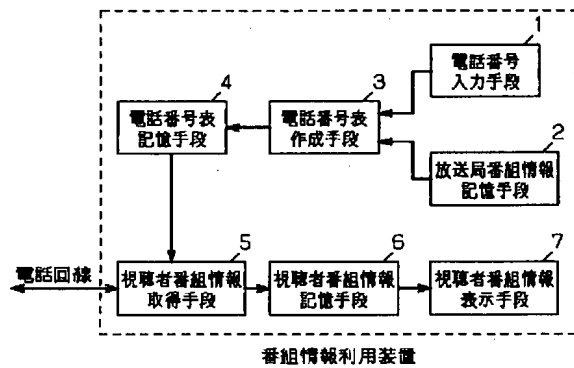 1
電話番号
入力手段
4
電話番号表
記憶手段
3
電話番号表
作成手段
2
放送局番組情報
記憶手段
電話回線
5
視聴者番組情報
取得手段
6
視聴者番組情報
記憶手段
7
視聴者番組情報
表示手段
番組情報利用装置